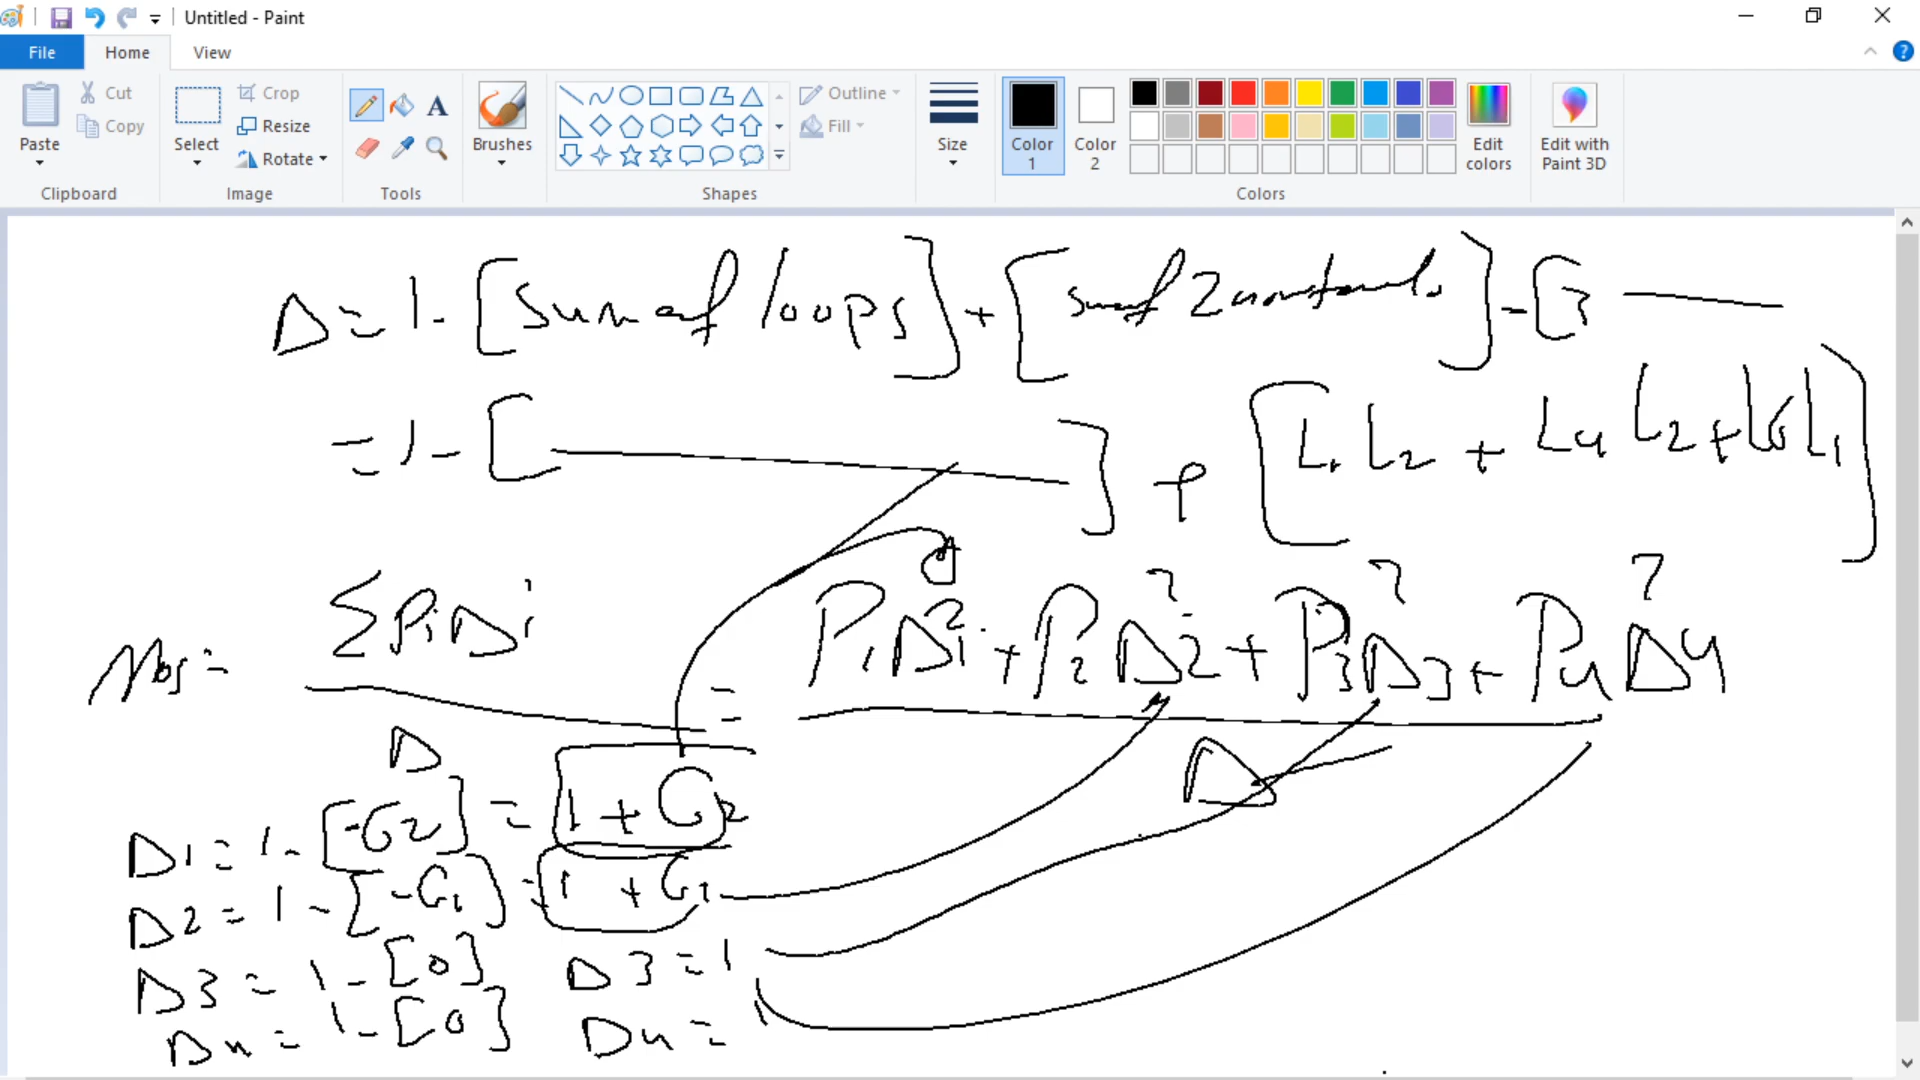 Untitled - Paint
File Home View
Paste Cut Copy
Clipboard
Select Crop Resize Rotate
Image
A
Tools
Brushes
Outline Fill
Shapes
Size
Color 1 Color 2
Edit colors
Edit with Paint 3D
Colors
Δ = 1 - [Sum of loops] + [Sum of 2 ] - [3
= 1 - [ ] + [L1 L2 + L4 L2 + L6 L1]
ΣPiΔi = P1Δ1 + P2Δ2 + P3Δ3 + P4Δ4
? ? ? ?
Δ Δ
Δ1 = 1 - [-G2] = 1 + G2
Δ2 = 1 - [-G1] = 1 + G1
Δ3 = 1 - [0] Δ3 = 1
Δ4 = 1 - [0] Δ4 = 1